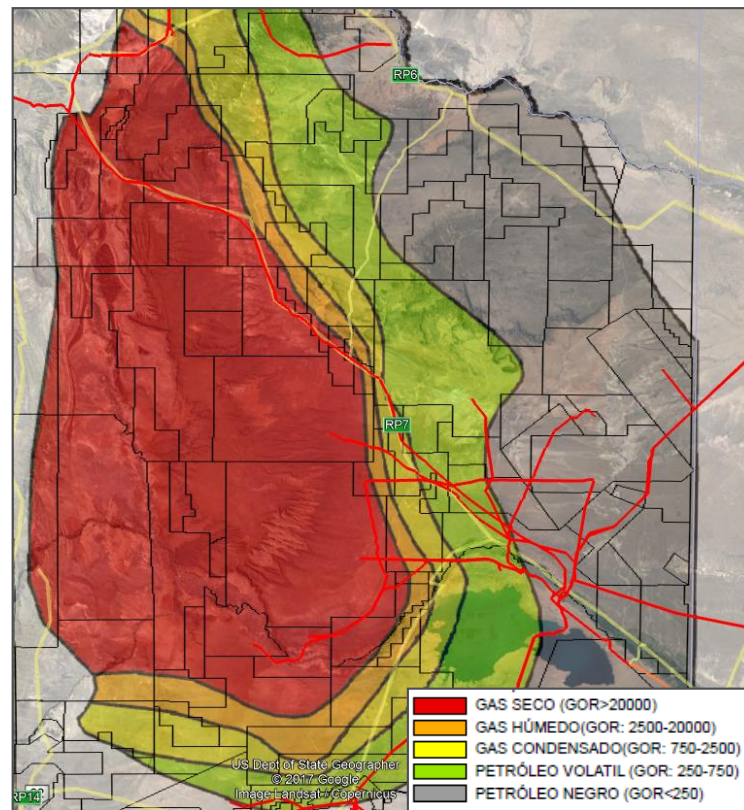 RP6
RP7
GAS SECO (GOR>20000)
GAS HÚMEDO(GOR: 2500-20000)
GAS CONDENSADO(GOR: 750-2500)
PETRÓLEO VOLATIL (GOR: 250-750)
PETRÓLEO NEGRO (GOR<250)
US Dept of State Geographer
© 2017 Google
Image Landsat / Copernicus
RP14